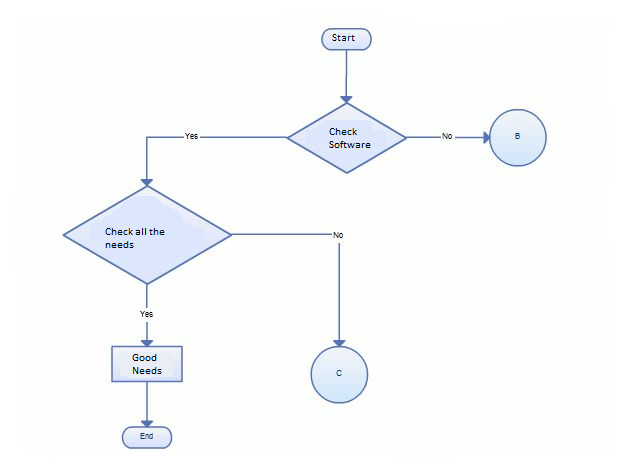 Start
Check
Software
Yes
No
B
Check all the
needs
No
Yes
Good
Needs
C
End